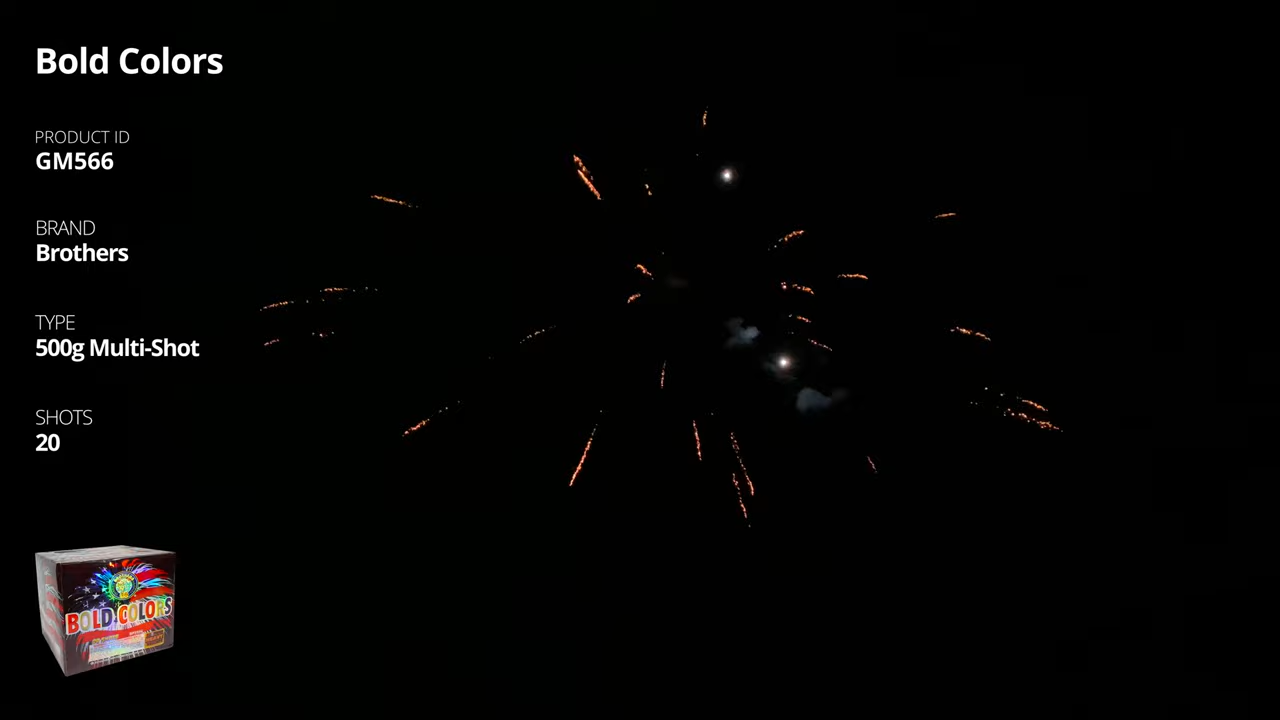 Bold Colors
PRODUCT ID
GM566
BRAND
Brothers
TYPE
500g Multi-Shot
SHOTS
20
BOLD COLORS